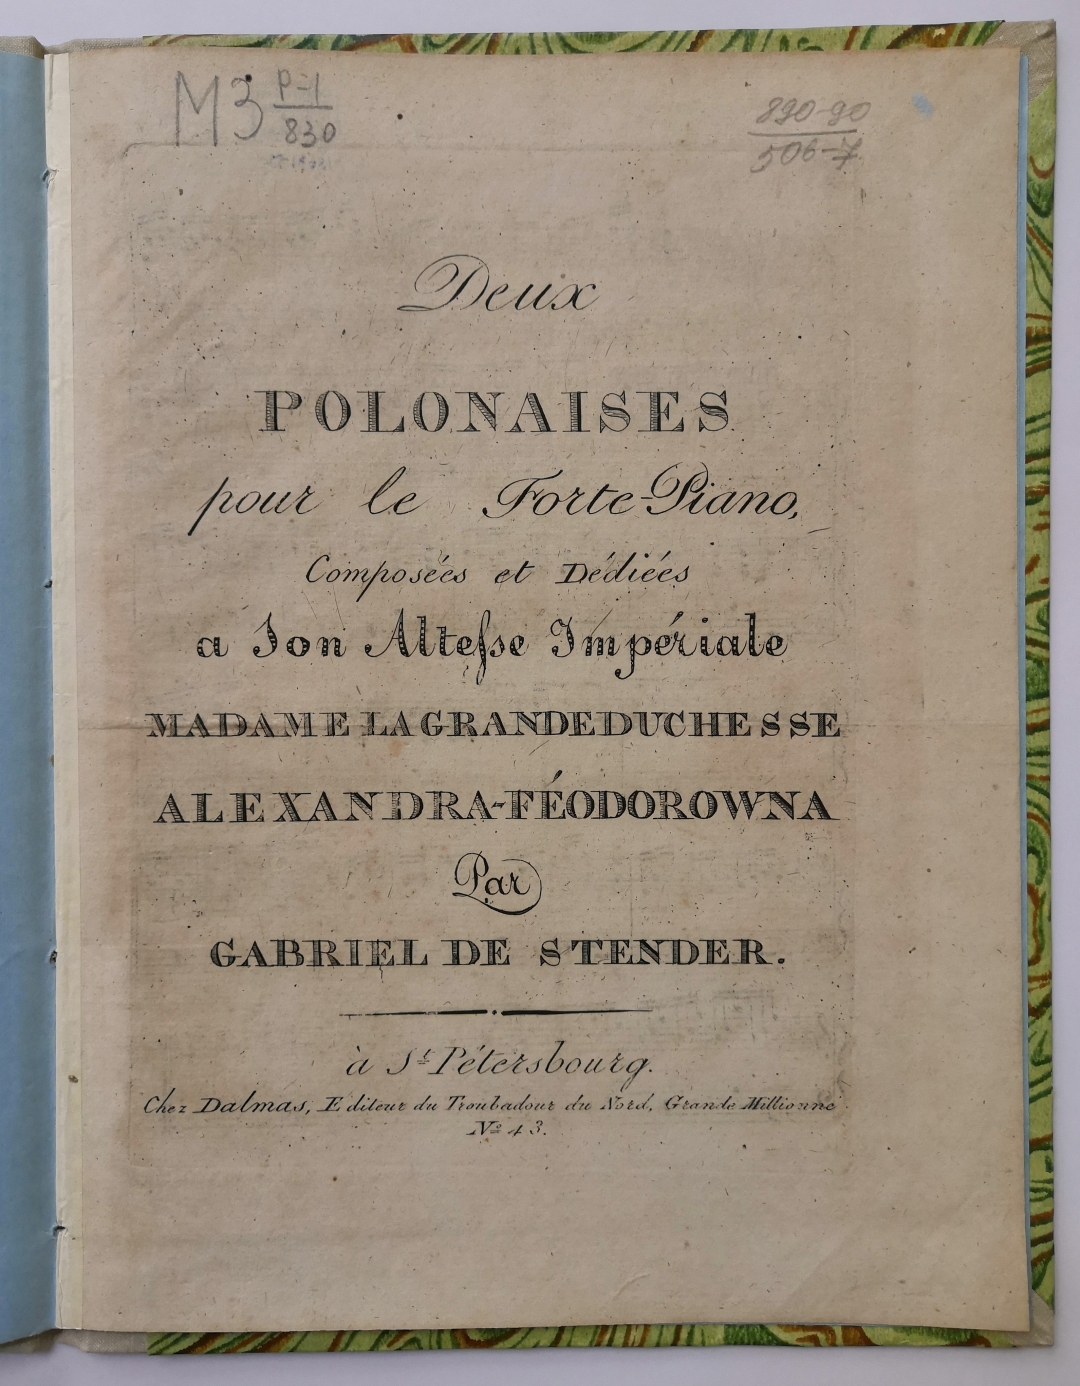 МЗ Р-1
830
890-90
506-7
Deux
POLONAISES
pour le Forte-Piano,
Composées et Dédiées
a Son Altesse Impériale
MADAME LA GRANDE DUCHESSE
ALEXANDRA-FÉODOROWNA
Par
GABRIEL DE STENDER.
à St Pétersbourg.
Chez Dalmas, Editeur du Troubadour du Nord, Grande Millionne
No 43.